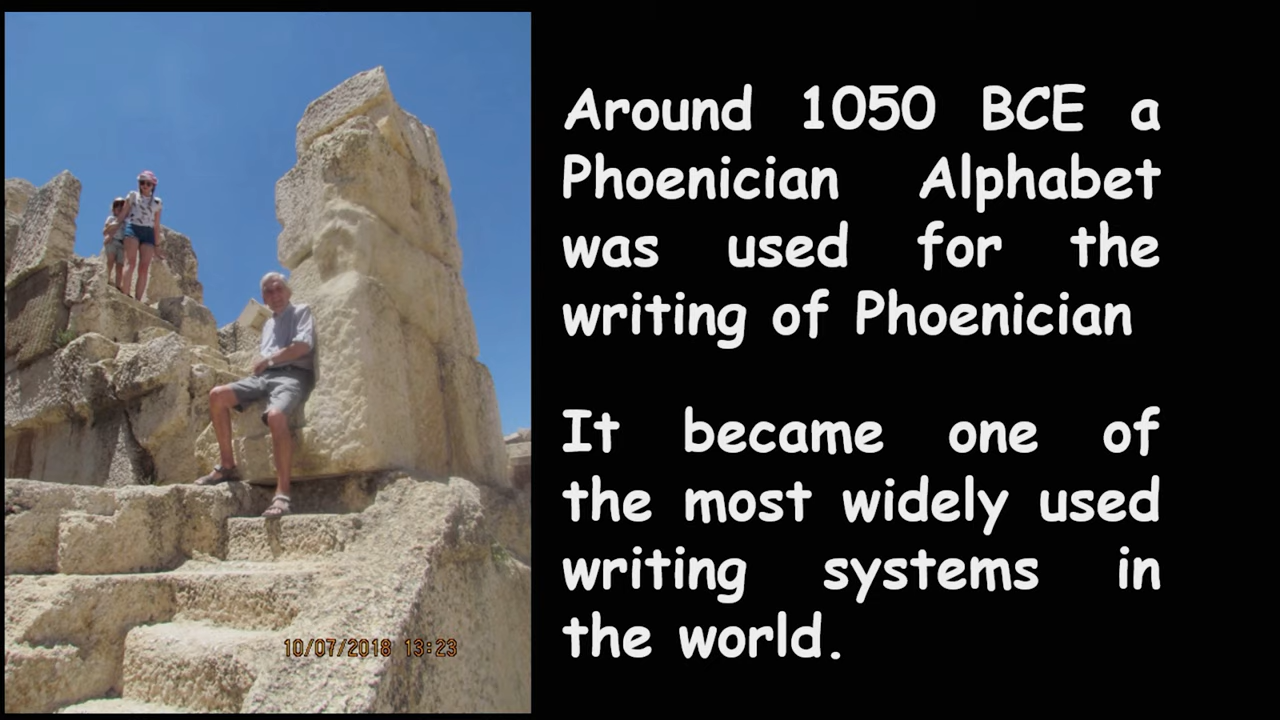 Around 1050 BCE a
Phoenician Alphabet
was used for the
writing of Phoenician
It became one of
the most widely used
writing systems in
the world.
10/07/2018 13:23